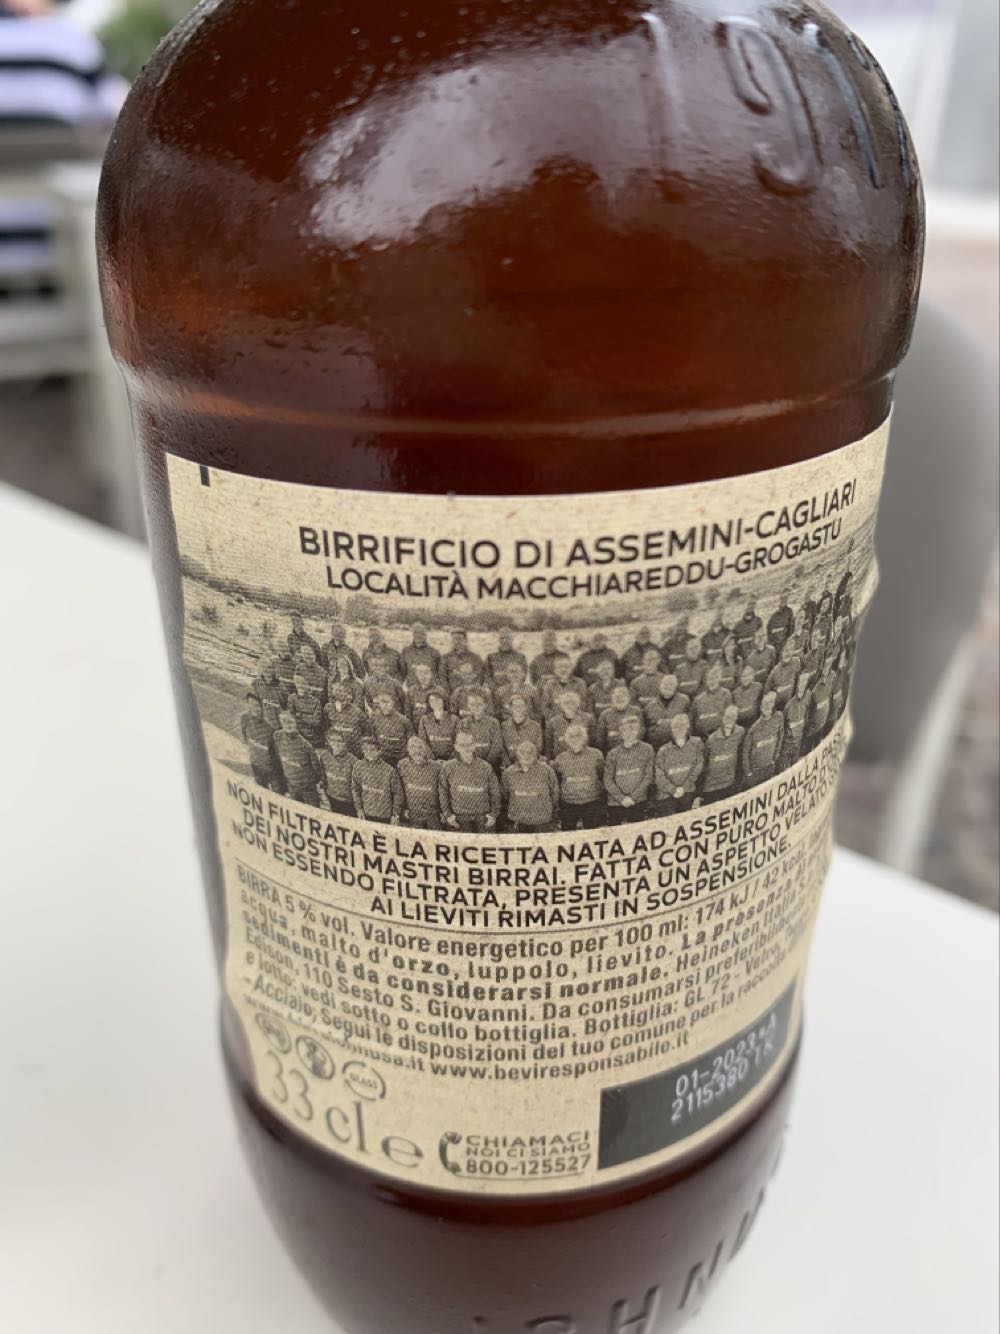 191
BIRRIFICIO DI ASSEMINI-CAGLIARI
LOCALITÀ MACCHIAREDDU-GROGASTU
NON FILTRATA È LA RICETTA NATA AD ASSEMINI DALLA
DEI NOSTRI MASTRI BIRRAI. FATTA CON PURO MALTO
NON ESSENDO FILTRATA, PRESENTA UN ASPETTO VELATO
AI LIEVITI RIMASTI IN SOSPENSIONE.
BIRRA 5% vol. Valore energetico per 100 ml: 174 kJ / 42 kcal.
acqua, malto d'orzo, luppolo, lievito. La presenza
sedimenti è da considerarsi normale. Heineken Italia
Edison, 110 Sesto S. Giovanni. Da consumarsi preferibilmente
e lotto: vedi sotto o collo bottiglia. Bottiglia: GL 72 - Vetro,
- Acciaio; Segui le disposizioni del tuo comune per la raccolta
www.beviresponsabile.it
GLASS
33 cl e
CHIAMACI
NOI CI SIAMO
800-125527
01-2023
2115380
CHNU